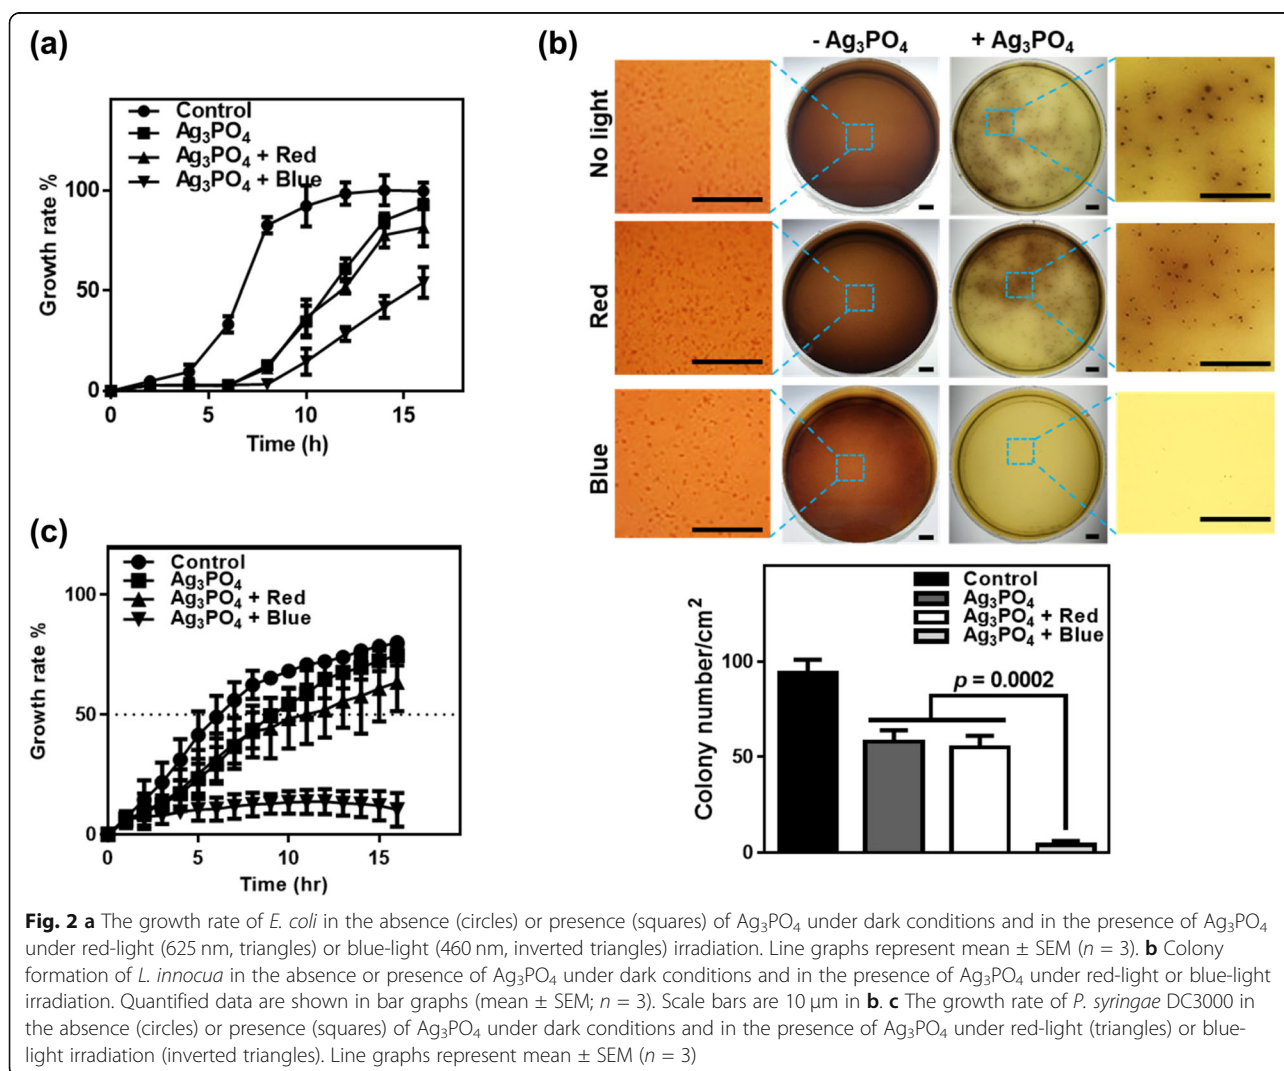 (a)
Control
Ag₃PO₄
Ag₃PO₄ + Red
Ag₃PO₄ + Blue
Growth rate %
100
50
0
0 5 10 15
Time (h)
(b)
- Ag₃PO₄ + Ag₃PO₄
No light
Red
Blue
Control
Ag₃PO₄
Ag₃PO₄ + Red
Ag₃PO₄ + Blue
Colony number/cm²
100
50
0
p = 0.0002
(c)
Control
Ag₃PO₄
Ag₃PO₄ + Red
Ag₃PO₄ + Blue
Growth rate %
100
50
0
0 5 10 15
Time (hr)
Fig. 2 a The growth rate of E. coli in the absence (circles) or presence (squares) of Ag₃PO₄ under dark conditions and in the presence of Ag₃PO₄
under red-light (625 nm, triangles) or blue-light (460 nm, inverted triangles) irradiation. Line graphs represent mean ± SEM (n = 3). b Colony
formation of L. innocua in the absence or presence of Ag₃PO₄ under dark conditions and in the presence of Ag₃PO₄ under red-light or blue-light
irradiation. Quantified data are shown in bar graphs (mean ± SEM; n = 3). Scale bars are 10 μm in b. c The growth rate of P. syringae DC3000 in
the absence (circles) or presence (squares) of Ag₃PO₄ under dark conditions and in the presence of Ag₃PO₄ under red-light (triangles) or blue-
light irradiation (inverted triangles). Line graphs represent mean ± SEM (n = 3)